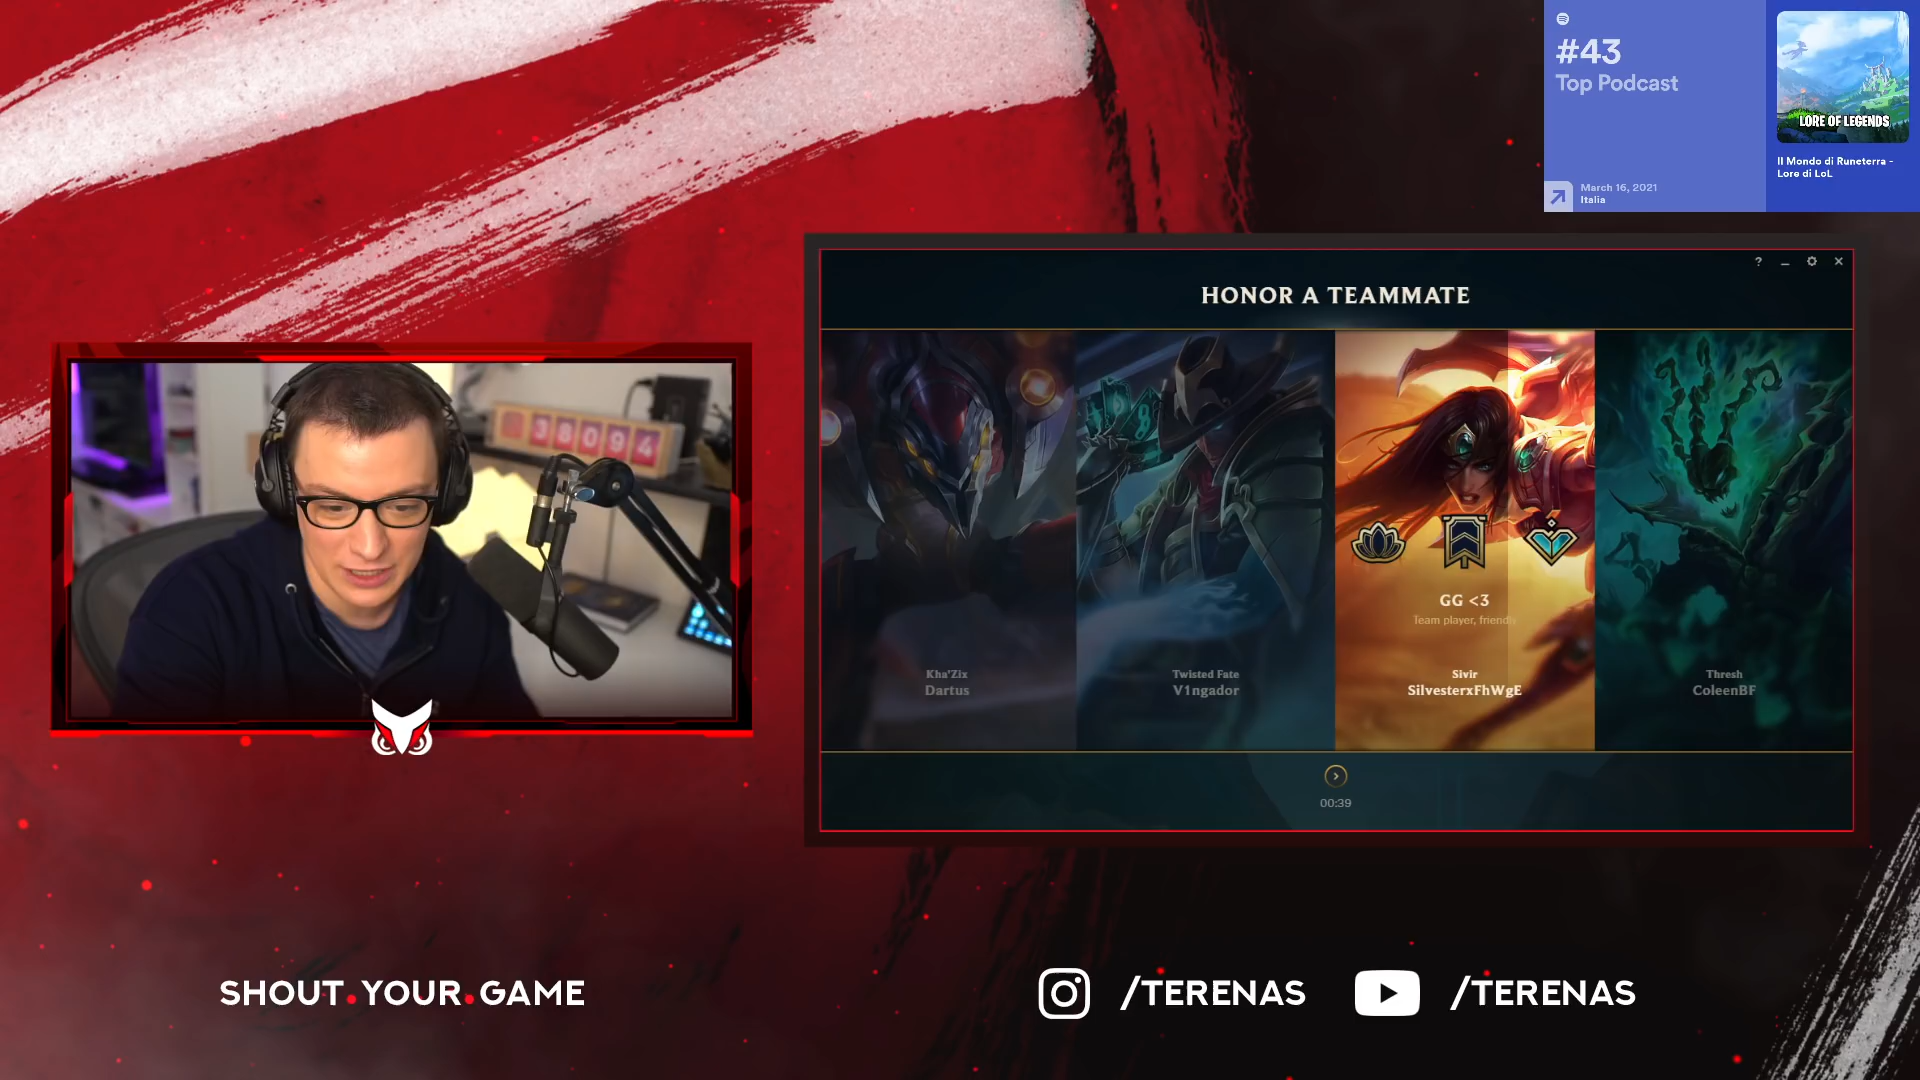 #43
Top Podcast
LORE OF LEGENDS
Il Mondo di Runeterra -
Lore di LoL
March 16, 2021
Italia
?
HONOR A TEAMMATE
38094
GG <3
Team player, friendly
Kha'Zix
Dartus
Twisted Fate
V1ngador
Sivir
SilvesterxFhWgE
Thresh
ColeenBF
00:39
SHOUT YOUR GAME
/TERENAS
/TERENAS